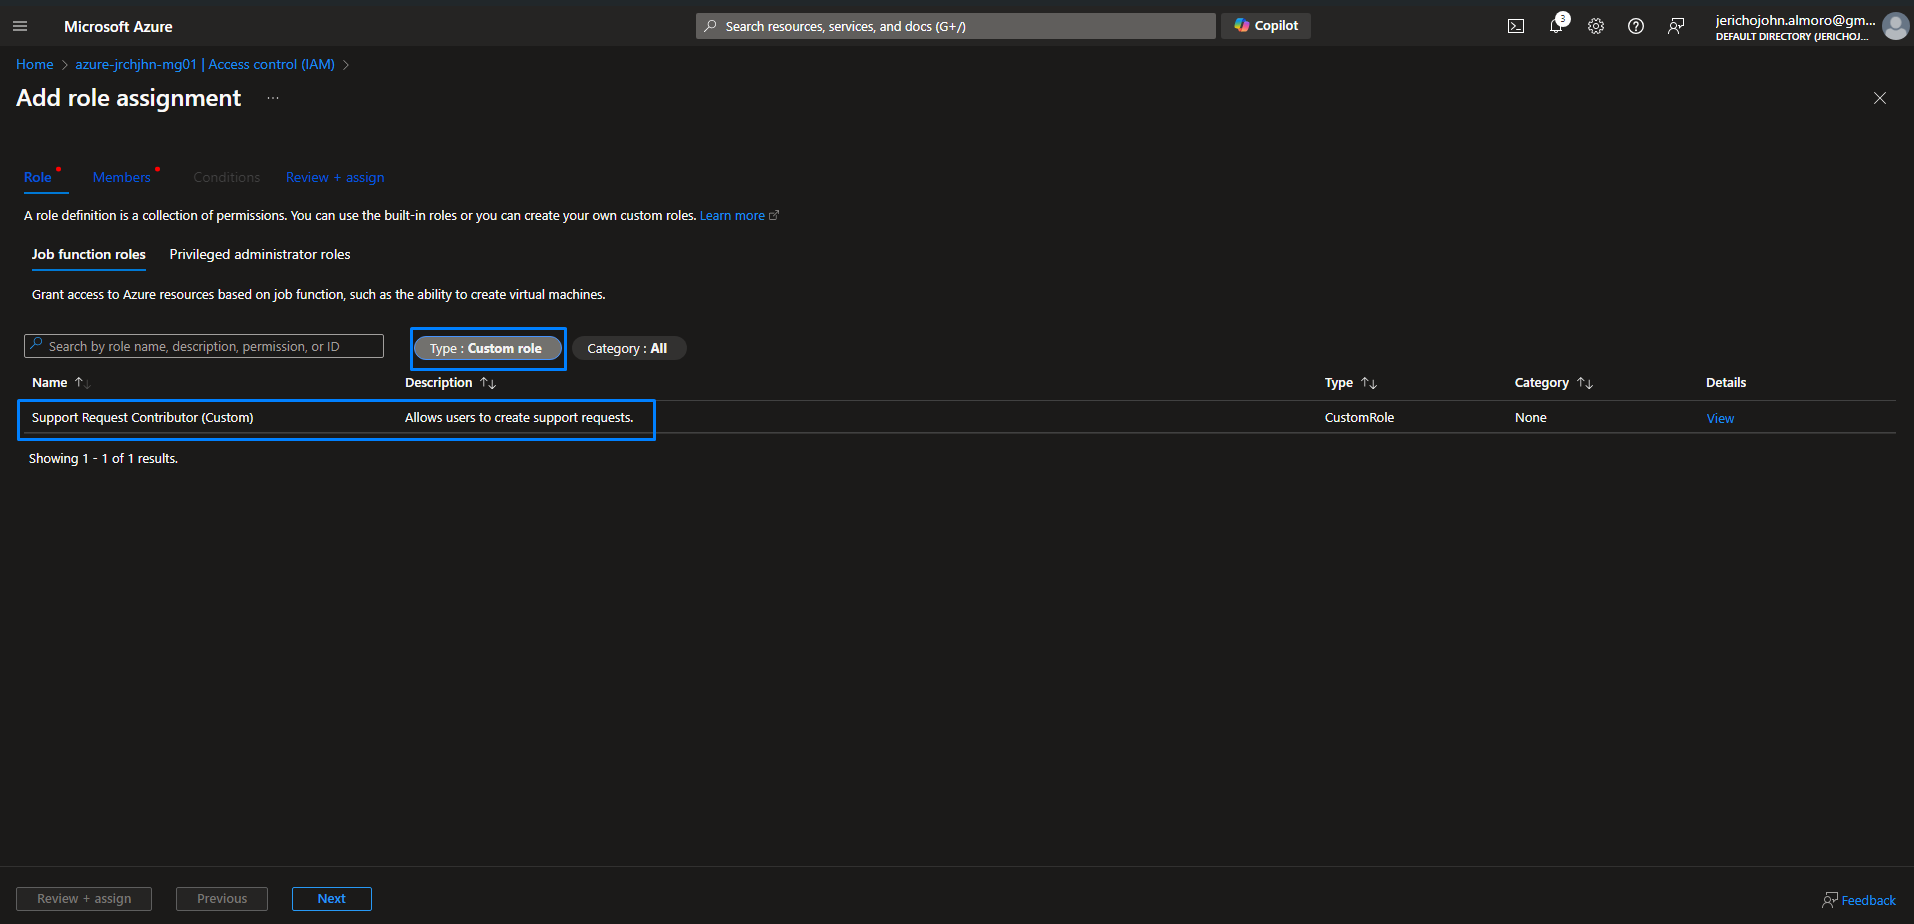 Microsoft Azure
Search resources, services, and docs (G+/)
Copilot
3
jerichojohn.almoro@gm...
DEFAULT DIRECTORY (JERICHOJ...
Home > azure-jrchjhn-mg01 | Access control (IAM) >
Add role assignment ...
Role Members Conditions Review + assign
A role definition is a collection of permissions. You can use the built-in roles or you can create your own custom roles. Learn more
Job function roles Privileged administrator roles
Grant access to Azure resources based on job function, such as the ability to create virtual machines.
Search by role name, description, permission, or ID
Type : Custom role
Category : All
Name Description Type Category Details
Support Request Contributor (Custom) Allows users to create support requests. CustomRole None View
Showing 1 - 1 of 1 results.
Review + assign Previous Next
Feedback